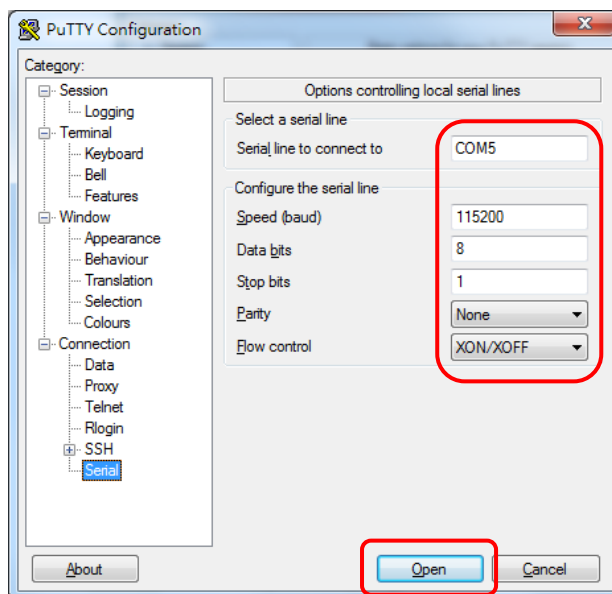 PuTTY Configuration
Category:
Session
Logging
Terminal
Keyboard
Bell
Features
Window
Appearance
Behaviour
Translation
Selection
Colours
Connection
Data
Proxy
Telnet
Rlogin
SSH
Serial
Options controlling local serial lines
Select a serial line
Serial line to connect to COM5
Configure the serial line
Speed (baud) 115200
Data bits 8
Stop bits 1
Parity None
Flow control XON/XOFF
About Open Cancel